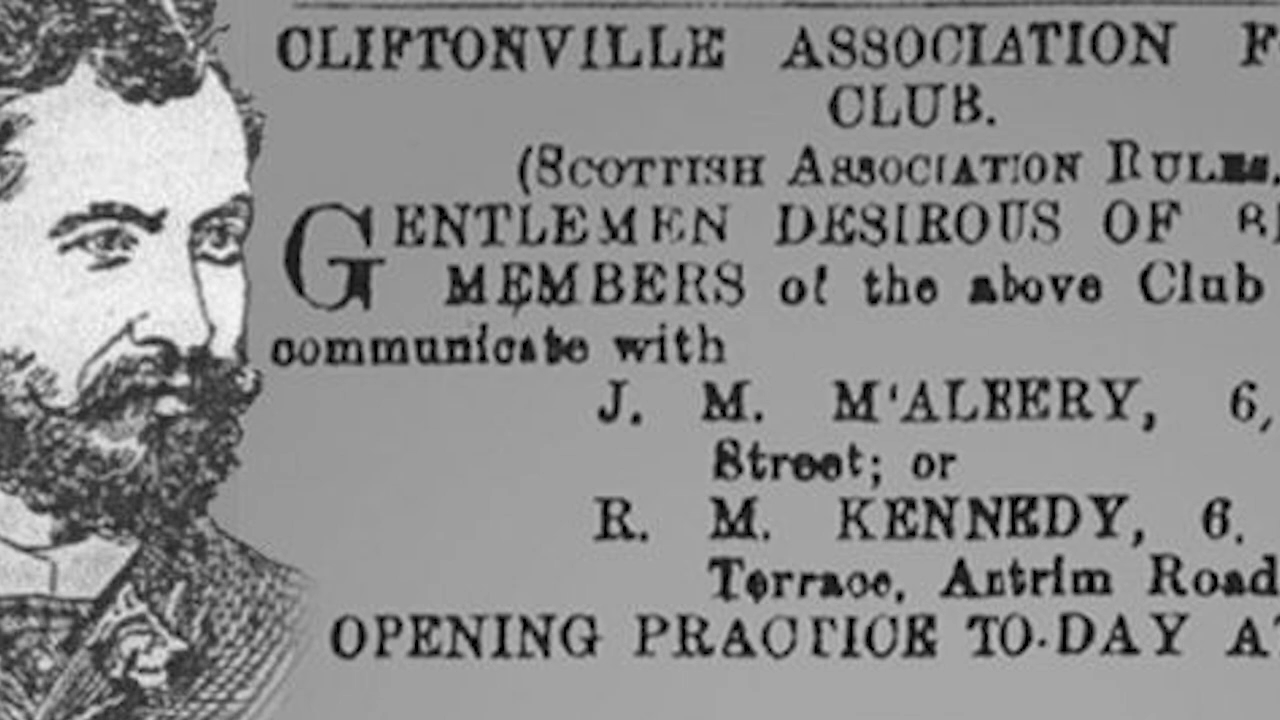 CLIFTONVILLE ASSOCIATION F
CLUB.
(SCOTTISH ASSOCIATION RULES.
GENTLEMEN DESIROUS OF
MEMBERS of the above Club
communicate with
J. M. M'ALEERY, 6,
Street; or
R. M. KENNEDY, 6.
Terrace, Antrim Road
OPENING PRACTICE TO-DAY AT